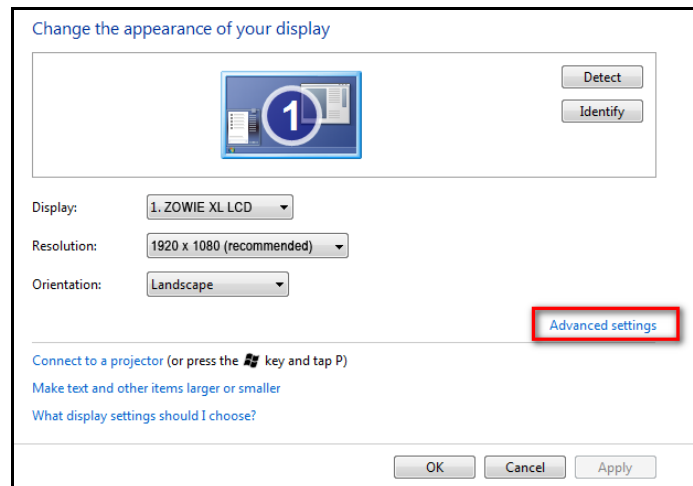 Change the appearance of your display
1
Detect
Identify
Display: 1. ZOWIE XL LCD
Resolution: 1920 x 1080 (recommended)
Orientation: Landscape
Advanced settings
Connect to a projector (or press the key and tap P)
Make text and other items larger or smaller
What display settings should I choose?
OK Cancel Apply